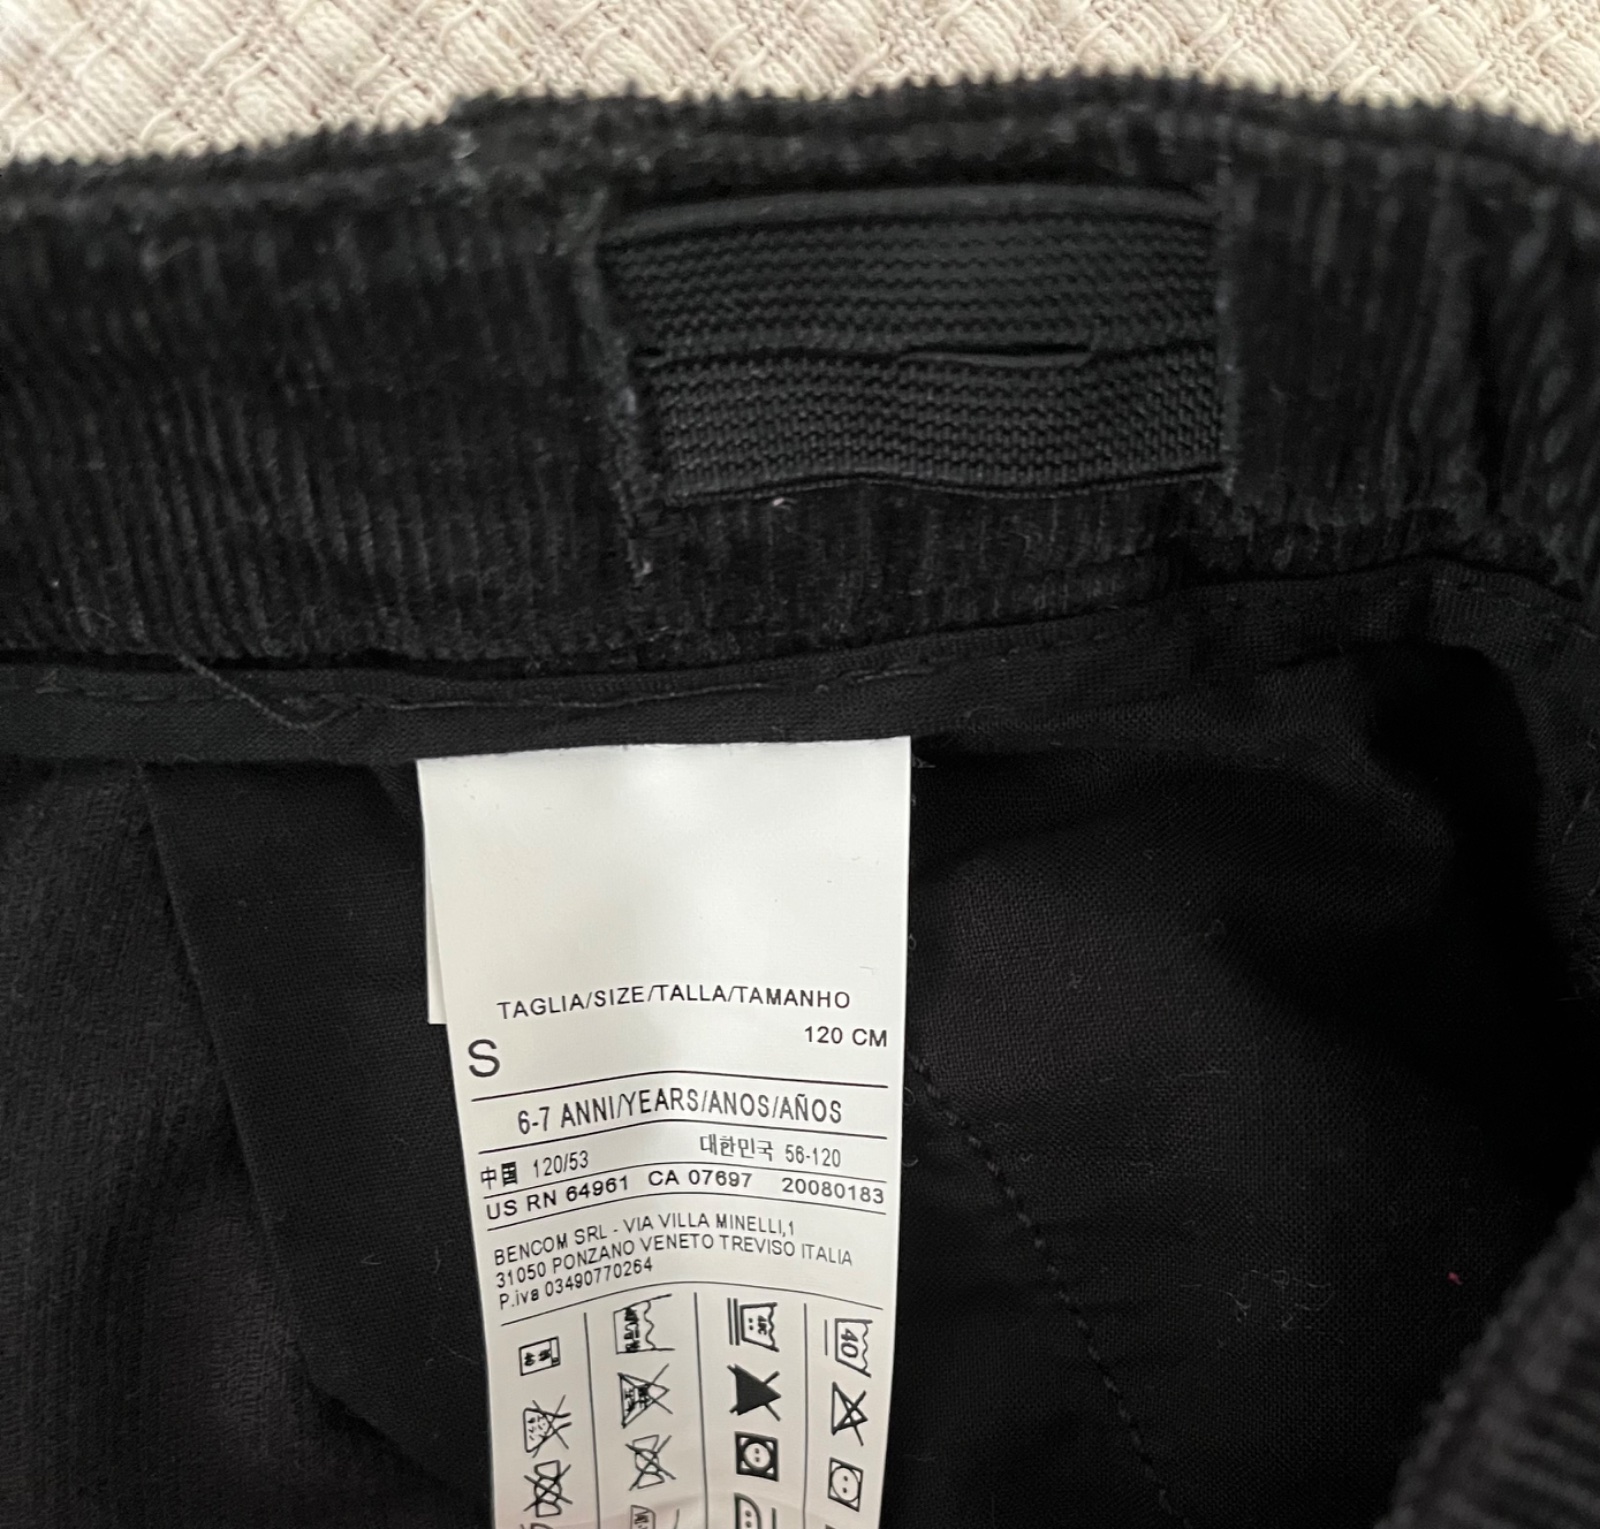 TAGLIA/SIZE/TALLA/TAMANHO
120 CM
S
6-7 ANNI/YEARS/ANOS/AÑOS
中国 120/53 대한민국 56-120
US RN 64961 CA 07697 20080183
BENCOM SRL - VIA VILLA MINELLI,1
31050 PONZANO VENETO TREVISO ITALIA
P.iva 03490770264
40